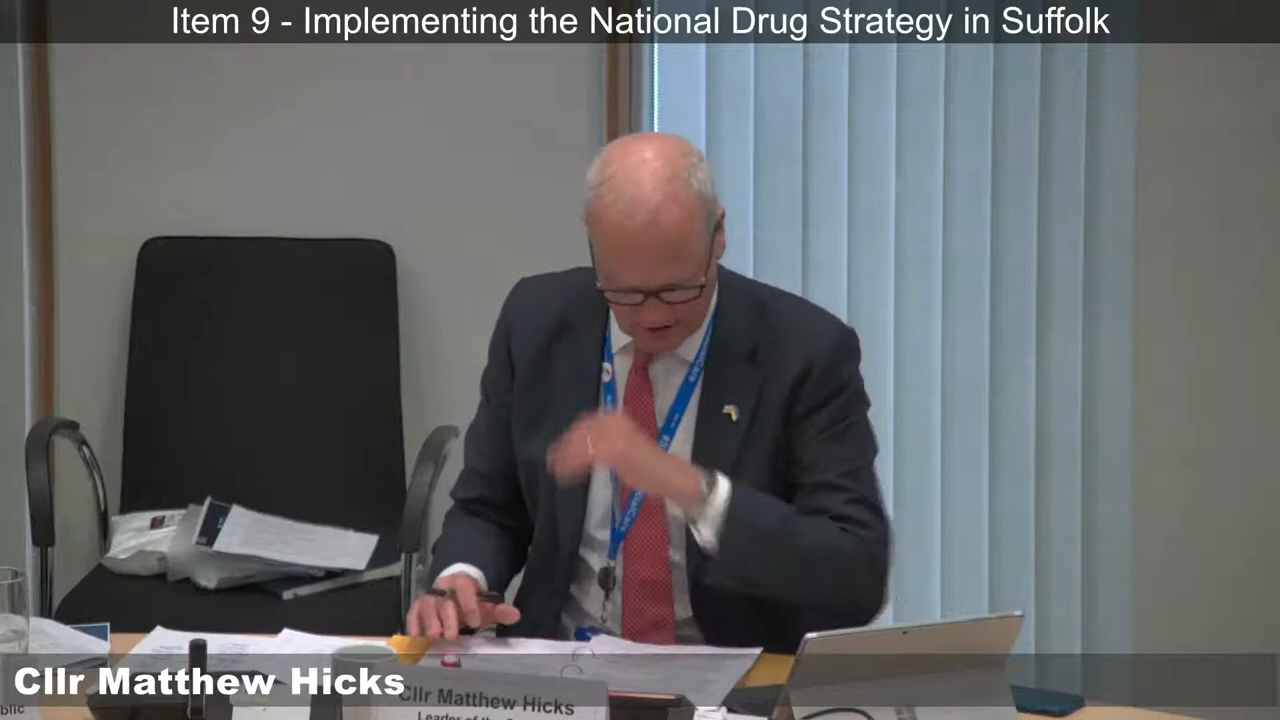 Item 9 - Implementing the National Drug Strategy in Suffolk
Cllr Matthew Hicks
Cllr Matthew Hicks
Leader of the